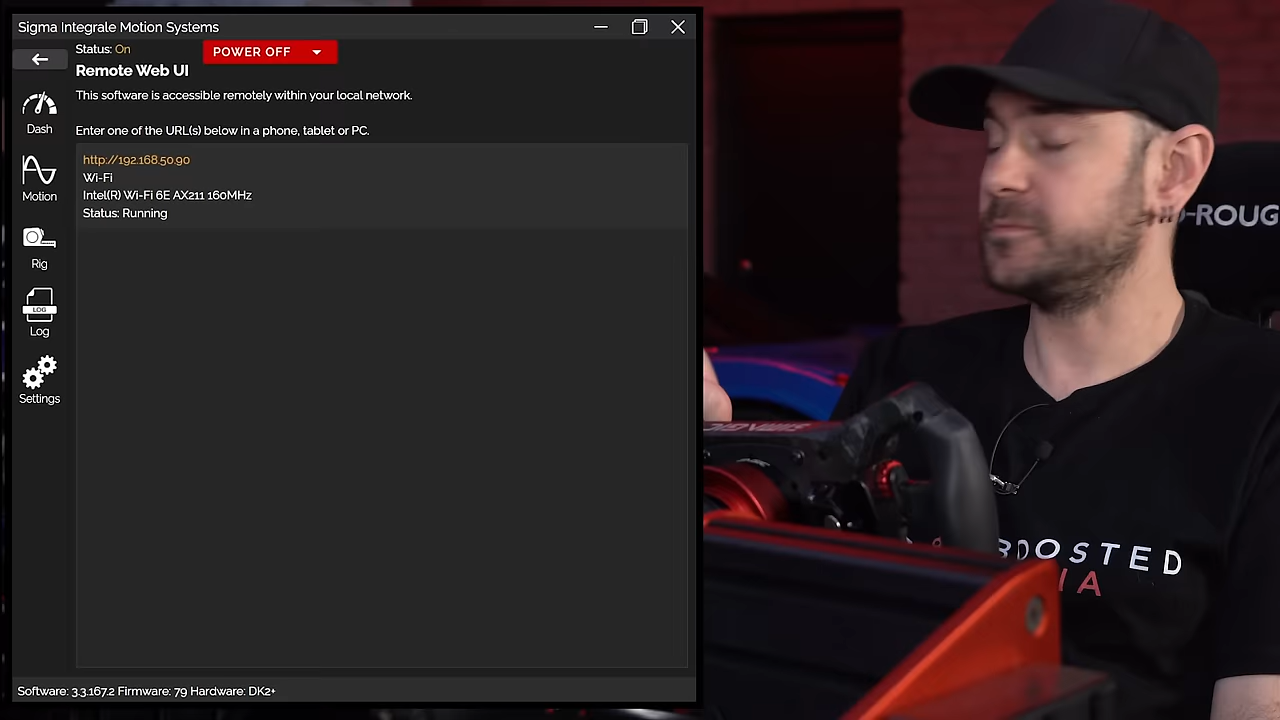 Sigma Integrale Motion Systems
Status: On
POWER OFF
Remote Web UI
This software is accessible remotely within your local network.
Enter one of the URL(s) below in a phone, tablet or PC.
http://192.168.50.90
Wi-Fi
Intel(R) Wi-Fi 6E AX211 160MHz
Status: Running
Dash
Motion
Rig
LOG
Log
Settings
Software: 3.3.167.2 Firmware: 79 Hardware: DK2+
-ROUG
SIMAGIC
BOOSTED
IA